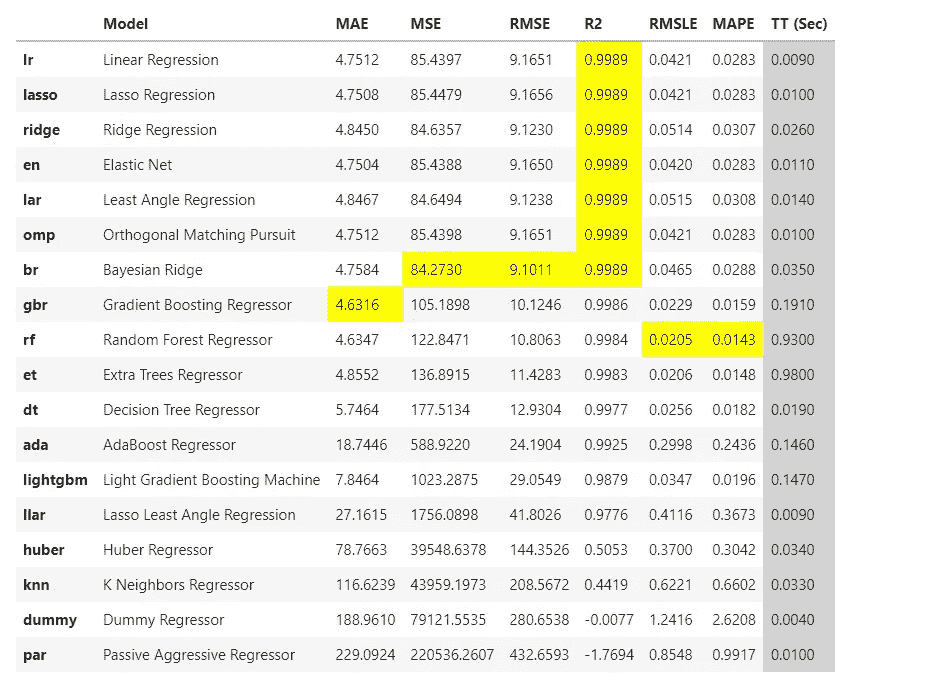 Model MAE MSE RMSE R2 RMSLE MAPE TT (Sec)
lr Linear Regression 4.7512 85.4397 9.1651 0.9989 0.0421 0.0283 0.0090
lasso Lasso Regression 4.7508 85.4479 9.1656 0.9989 0.0421 0.0283 0.0100
ridge Ridge Regression 4.8450 84.6357 9.1230 0.9989 0.0514 0.0307 0.0260
en Elastic Net 4.7504 85.4388 9.1650 0.9989 0.0420 0.0283 0.0110
lar Least Angle Regression 4.8467 84.6494 9.1238 0.9989 0.0515 0.0308 0.0140
omp Orthogonal Matching Pursuit 4.7512 85.4398 9.1651 0.9989 0.0421 0.0283 0.0100
br Bayesian Ridge 4.7584 84.2730 9.1011 0.9989 0.0465 0.0288 0.0350
gbr Gradient Boosting Regressor 4.6316 105.1898 10.1246 0.9986 0.0229 0.0159 0.1910
rf Random Forest Regressor 4.6347 122.8471 10.8063 0.9984 0.0205 0.0143 0.9300
et Extra Trees Regressor 4.8552 136.8915 11.4283 0.9983 0.0206 0.0148 0.9800
dt Decision Tree Regressor 5.7464 177.5134 12.9304 0.9977 0.0256 0.0182 0.0190
ada AdaBoost Regressor 18.7446 588.9220 24.1904 0.9925 0.2998 0.2436 0.1460
lightgbm Light Gradient Boosting Machine 7.8464 1023.2875 29.0549 0.9879 0.0347 0.0196 0.1470
llar Lasso Least Angle Regression 27.1615 1756.0898 41.8026 0.9776 0.4116 0.3673 0.0090
huber Huber Regressor 78.7663 39548.6378 144.3526 0.5053 0.3700 0.3042 0.0340
knn K Neighbors Regressor 116.6239 43959.1973 208.5672 0.4419 0.6221 0.6602 0.0330
dummy Dummy Regressor 188.9610 79121.5535 280.6538 -0.0077 1.2416 2.6208 0.0040
par Passive Aggressive Regressor 229.0924 220536.2607 432.6593 -1.7694 0.8548 0.9917 0.0100